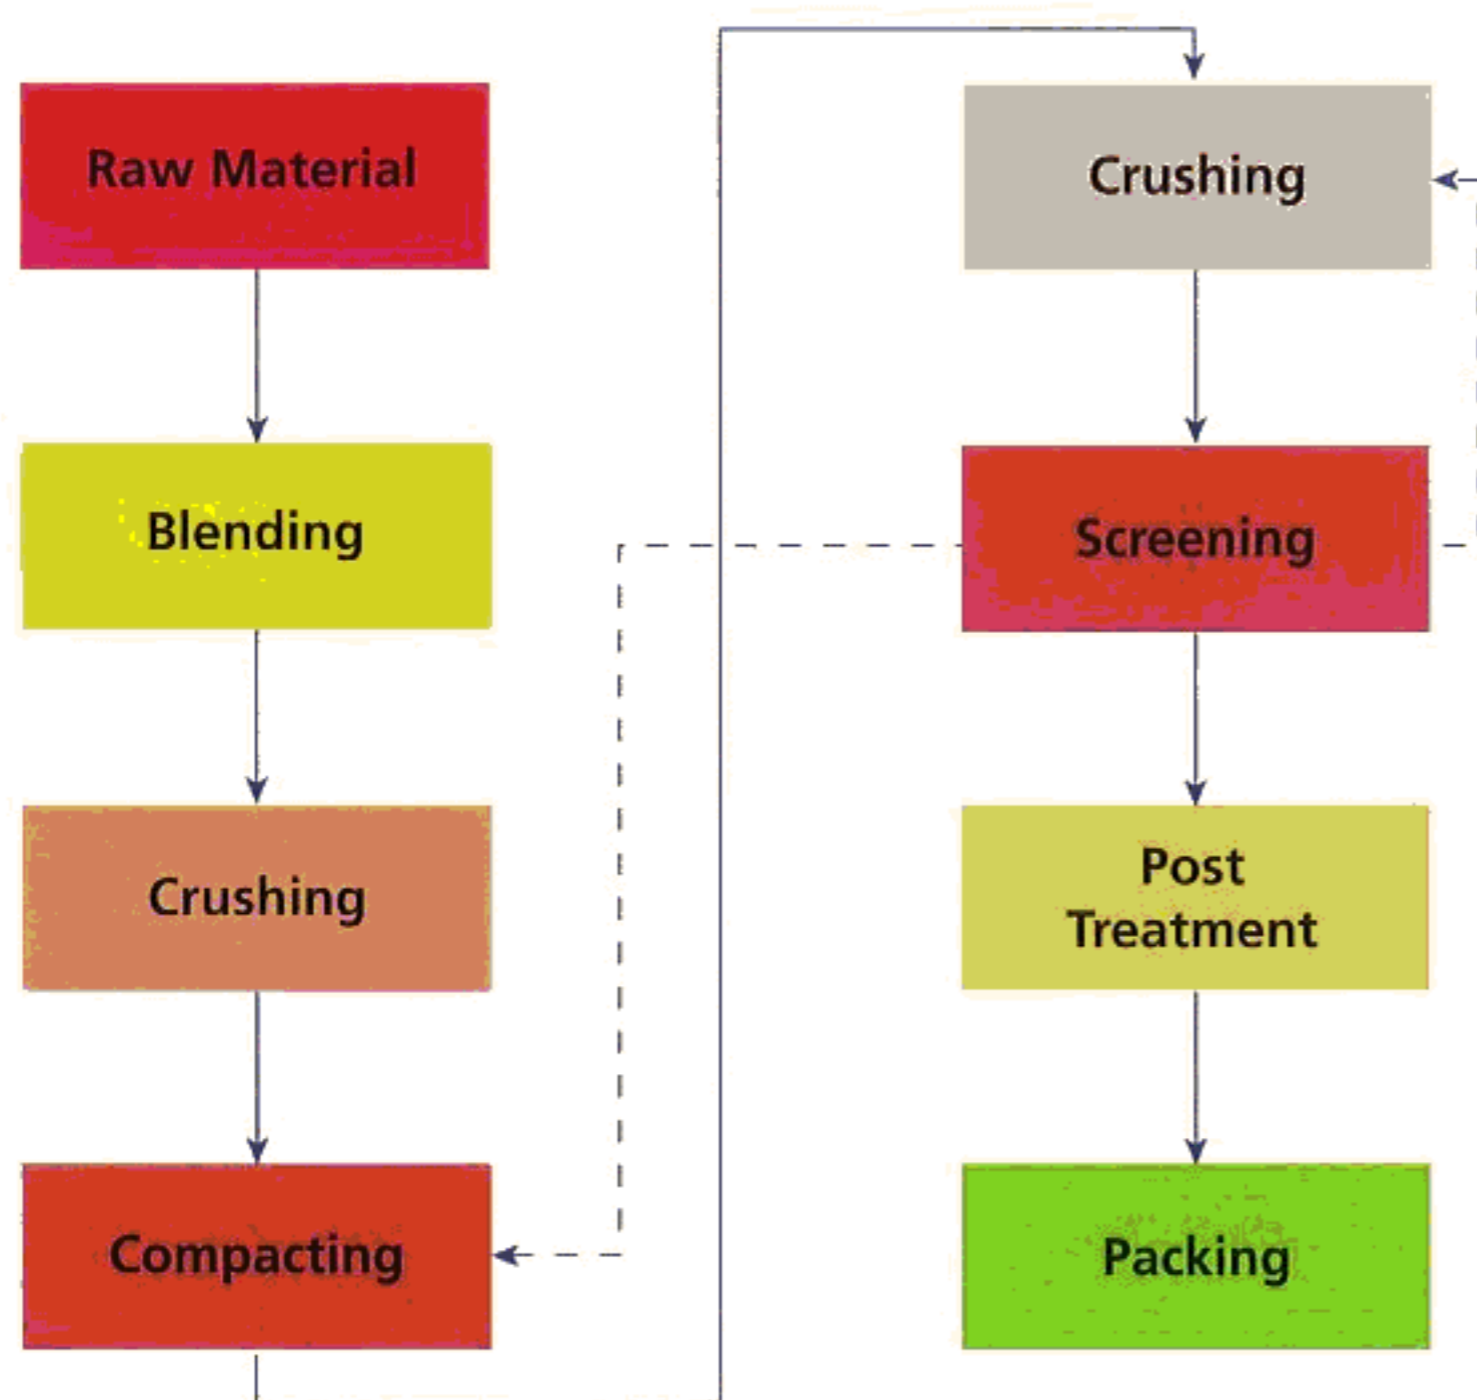 Raw Material
Blending
Crushing
Compacting
Crushing
Screening
Post
Treatment
Packing